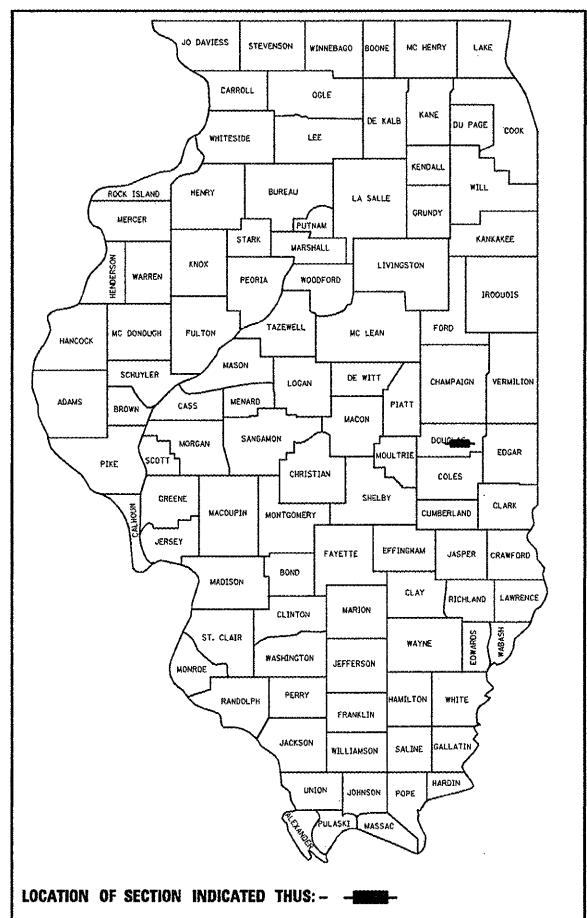 JO DAVIESS STEVENSON WINNEBAGO BOONE MC HENRY LAKE
CARROLL OGLE
DE KALB KANE DU PAGE COOK
WHITESIDE LEE
KENDALL WILL
ROCK ISLAND HENRY BUREAU LA SALLE GRUNDY
MERCER PUTNAM
STARK MARSHALL KANKAKEE
HENDERSON WARREN KNOX PEORIA WOODFORD LIVINGSTON IROQUOIS
HANCOCK MC DONOUGH FULTON TAZEWELL MC LEAN FORD
SCHUYLER MASON LOGAN DE WITT CHAMPAIGN VERMILION
ADAMS BROWN CASS MENARD PIATT
MACON
MORGAN SANGAMON MOULTRIE EDGAR
PIKE SCOTT CHRISTIAN COLES
GREENE MACOUPIN MONTGOMERY SHELBY CUMBERLAND CLARK
CALHOUN JERSEY
FAYETTE EFFINGHAM JASPER CRAWFORD
MADISON BOND
CLAY RICHLAND LAWRENCE
CLINTON MARION
ST. CLAIR WAYNE EDWARDS WABASH
WASHINGTON JEFFERSON
MONROE
RANDOLPH PERRY HAMILTON WHITE
FRANKLIN
JACKSON WILLIAMSON SALINE GALLATIN
UNION JOHNSON POPE HARDIN
ALEXANDER PULASKI MASSAC
LOCATION OF SECTION INDICATED THUS: -